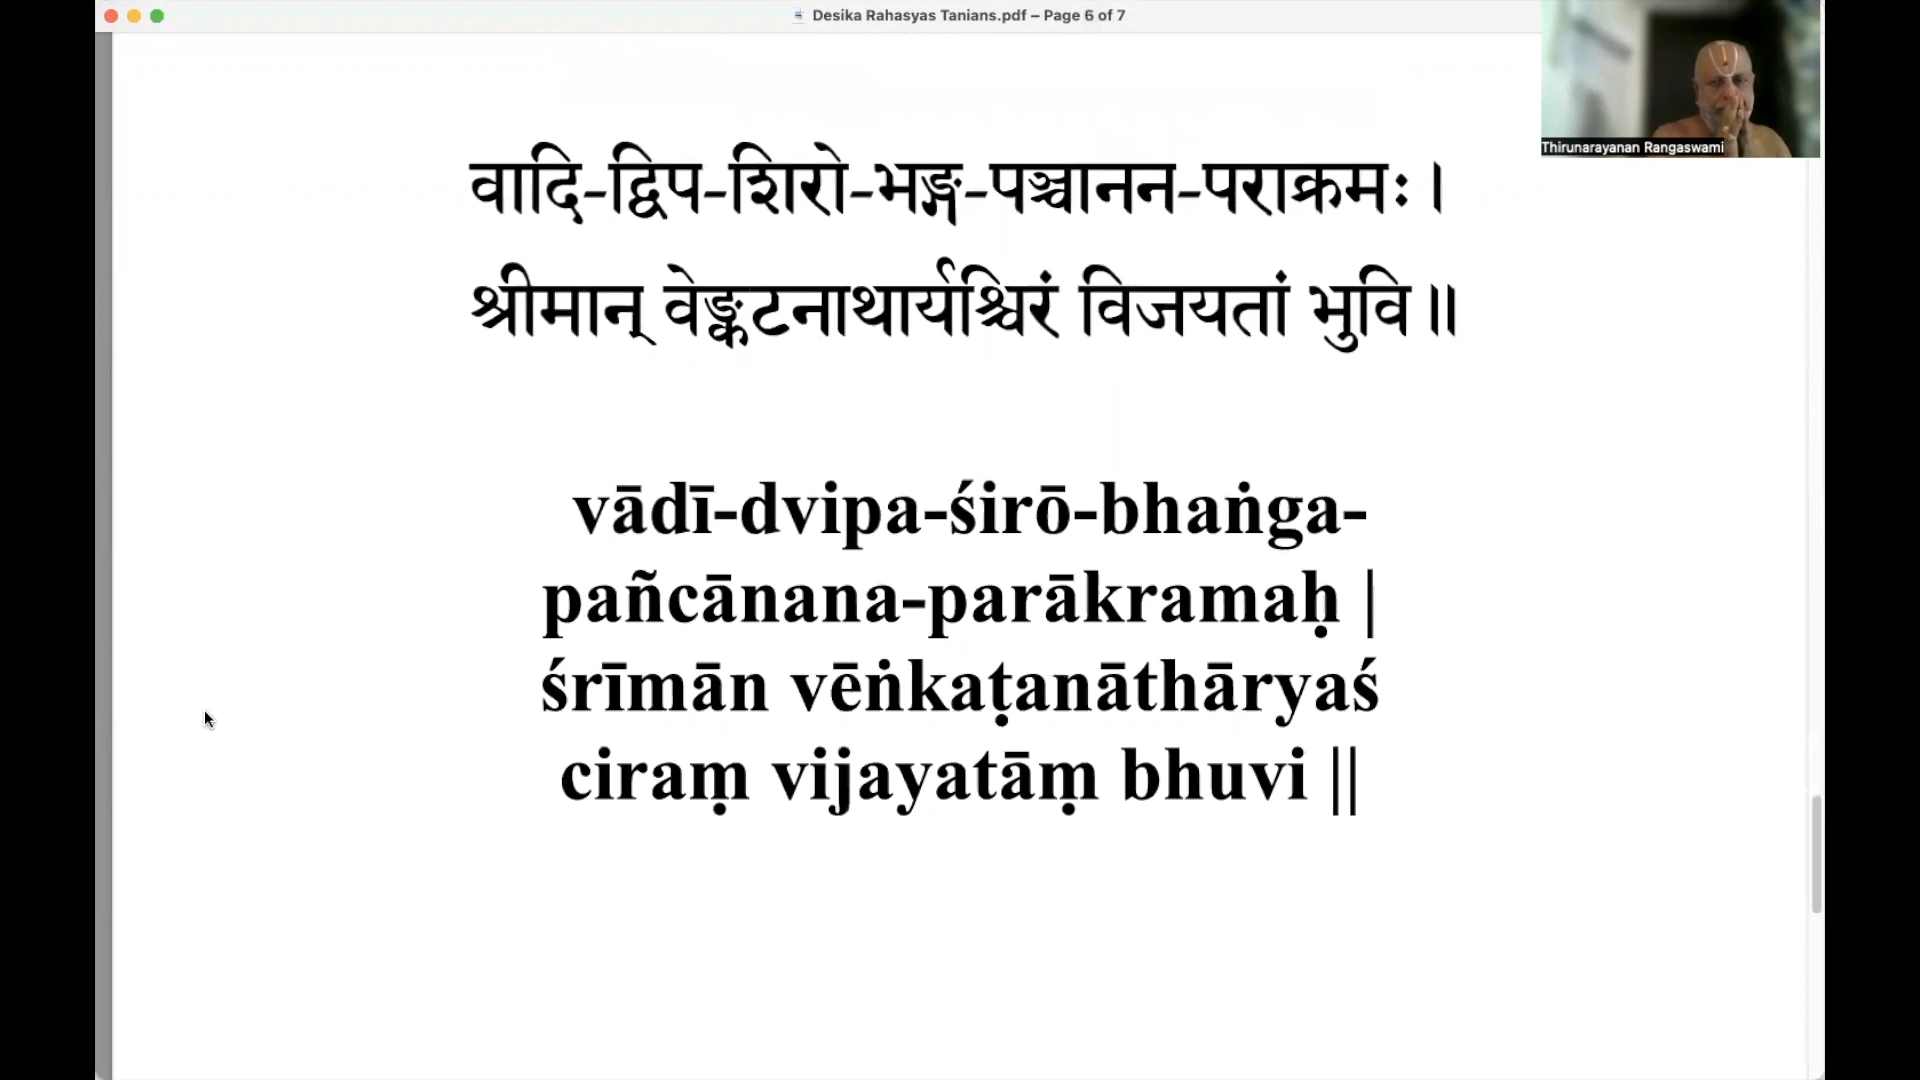 Desika Rahasyas Tanians.pdf – Page 6 of 7
Thirunarayanan Rangaswami
वादि-द्विप-शिरो-भङ्ग-पञ्चानन-पराक्रमः ।
श्रीमान् वेङ्कटनाथार्यश्चिरं विजयतां भुवि ॥
vādī-dvipa-śirō-bhaṅga-
pañcānana-parākramaḥ |
śrīmān vēṅkaṭanāthāryaś
ciraṃ vijayatāṃ bhuvi ||